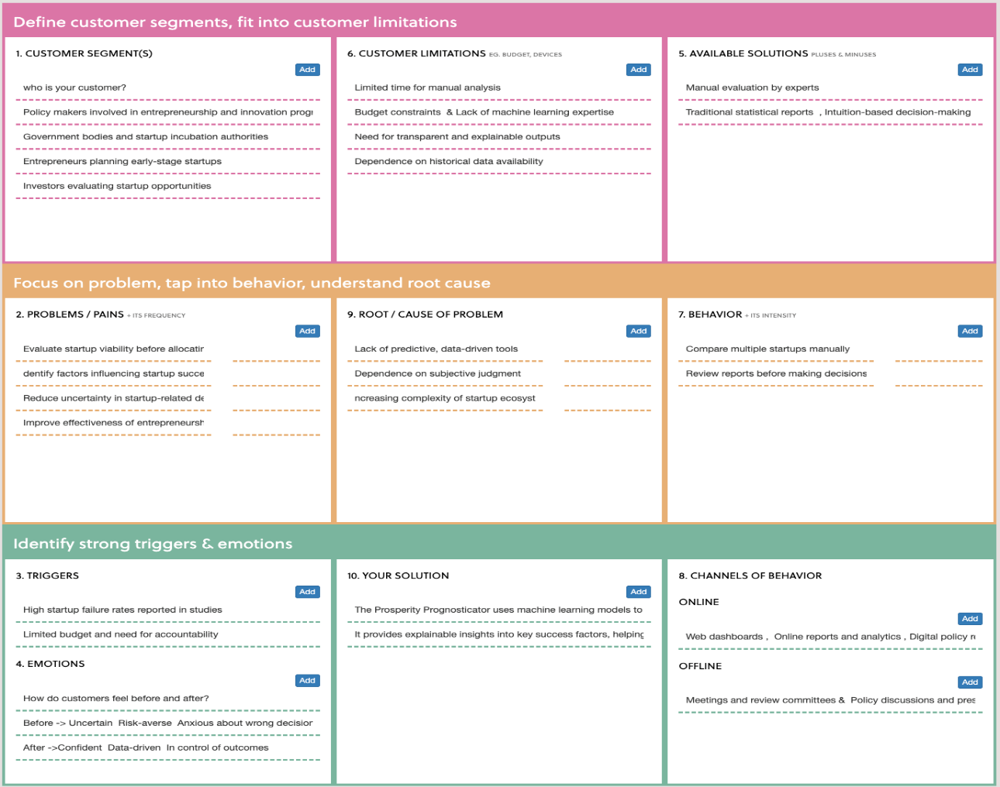 Define customer segments, fit into customer limitations
1. CUSTOMER SEGMENT(S)
Add
who is your customer?
Policy makers involved in entrepreneurship and innovation progr
Government bodies and startup incubation authorities
Entrepreneurs planning early-stage startups
Investors evaluating startup opportunities
6. CUSTOMER LIMITATIONS EG. BUDGET, DEVICES
Add
Limited time for manual analysis
Budget constraints  & Lack of machine learning expertise
Need for transparent and explainable outputs
Dependence on historical data availability
5. AVAILABLE SOLUTIONS PLUSES & MINUSES
Add
Manual evaluation by experts
Traditional statistical reports  , Intuition-based decision-making
Focus on problem, tap into behavior, understand root cause
2. PROBLEMS / PAINS + ITS FREQUENCY
Add
Evaluate startup viability before allocatin
dentify factors influencing startup succe
Reduce uncertainty in startup-related de
Improve effectiveness of entrepreneursh
9. ROOT / CAUSE OF PROBLEM
Add
Lack of predictive, data-driven tools
Dependence on subjective judgment
ncreasing complexity of startup ecosyst
7. BEHAVIOR + ITS INTENSITY
Add
Compare multiple startups manually
Review reports before making decisions
Identify strong triggers & emotions
3. TRIGGERS
Add
High startup failure rates reported in studies
Limited budget and need for accountability
4. EMOTIONS
Add
How do customers feel before and after?
Before -> Uncertain  Risk-averse  Anxious about wrong decision
After ->Confident  Data-driven  In control of outcomes
10. YOUR SOLUTION
Add
The Prosperity Prognosticator uses machine learning models to
It provides explainable insights into key success factors, helping
8. CHANNELS OF BEHAVIOR
ONLINE
Add
Web dashboards ,  Online reports and analytics , Digital policy re
OFFLINE
Add
Meetings and review committees &  Policy discussions and pres